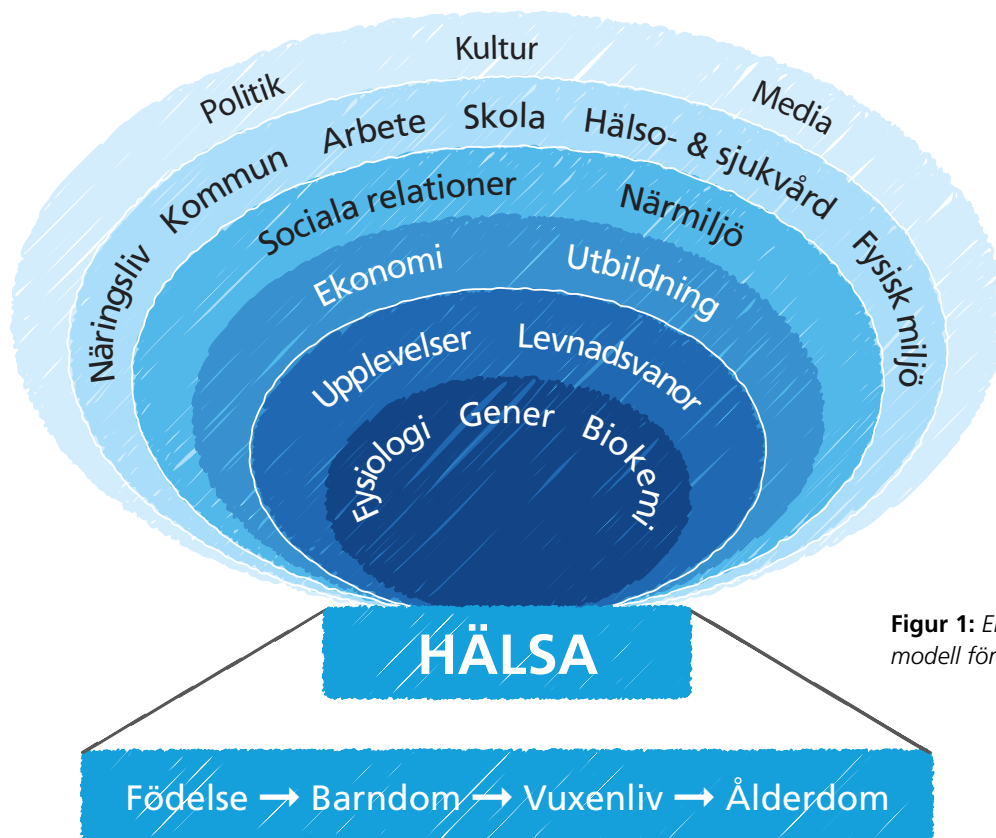 Kultur
Politik
Media
Näringsliv Kommun Arbete Skola Hälso- & sjukvård Fysisk miljö
Sociala relationer Närmiljö
Ekonomi Utbildning
Upplevelser Levnadsvanor
Fysiologi Gener Biokemi
HÄLSA
Figur 1:
modell för
Födelse → Barndom → Vuxenliv → Ålderdom